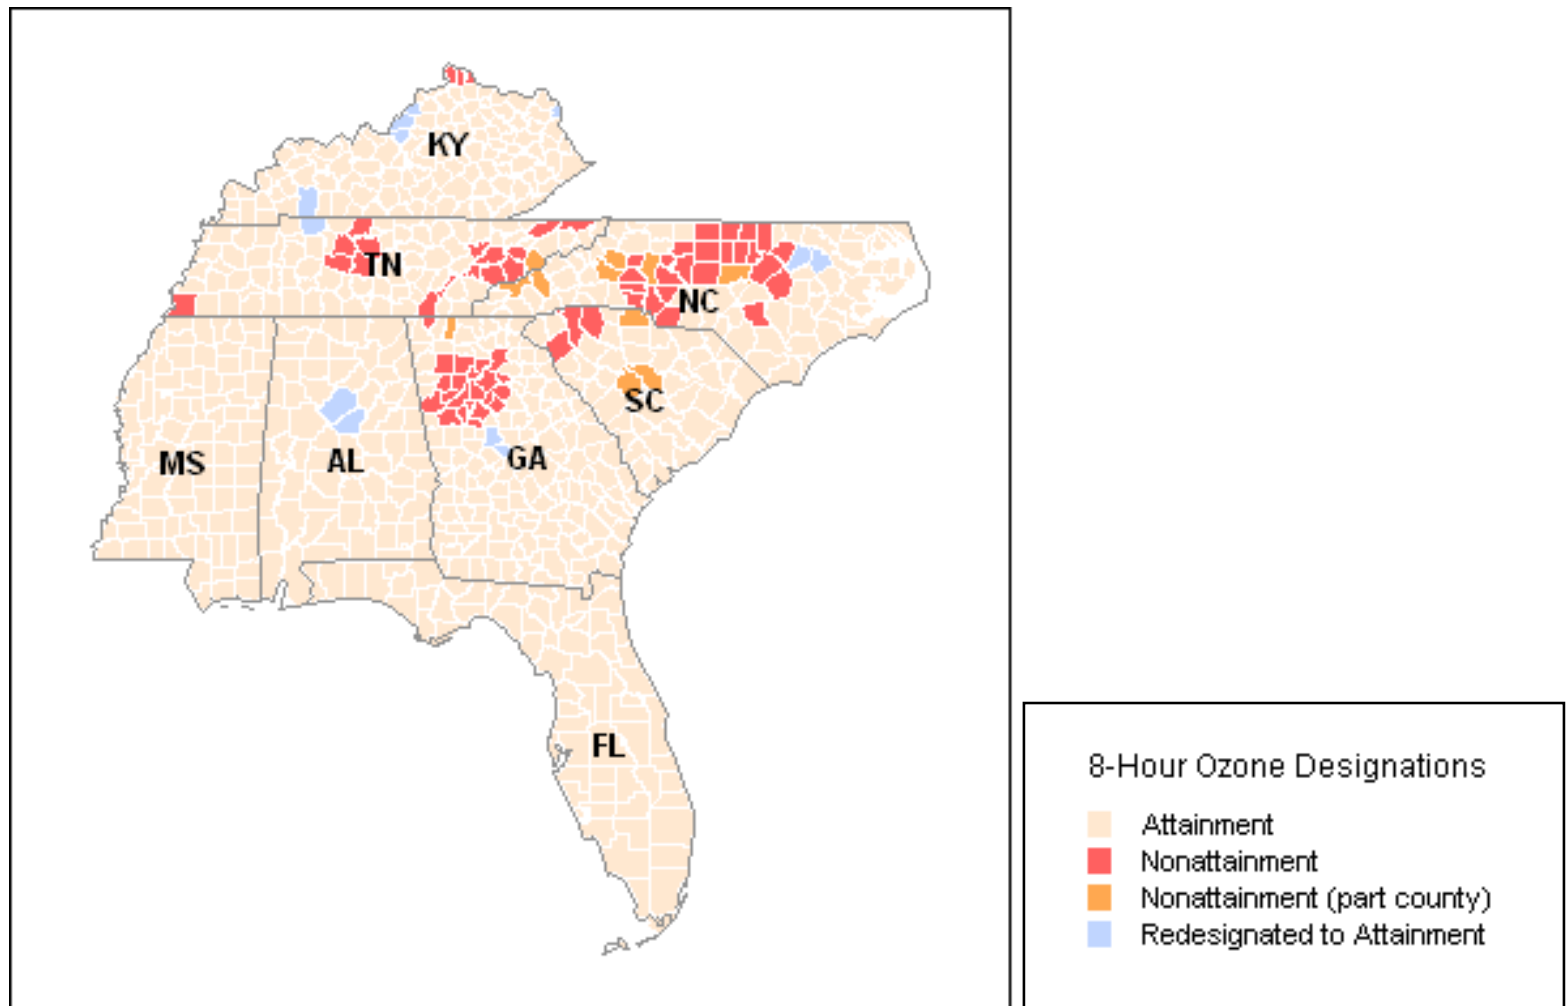 KY
TN
NC
SC
MS
AL
GA
FL
8-Hour Ozone Designations
Attainment
Nonattainment
Nonattainment (part county)
Redesignated to Attainment